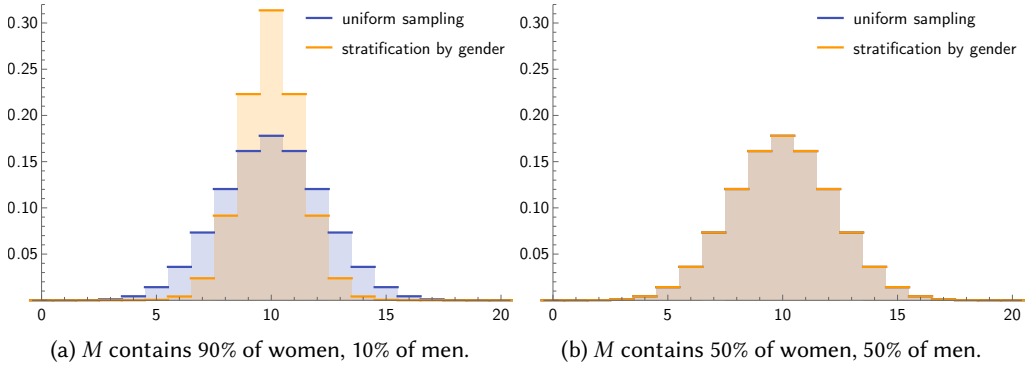 0.30
0.25
0.20
0.15
0.10
0.05
0 5 10 15 20
uniform sampling
stratification by gender
(a) M contains 90% of women, 10% of men.
0.30
0.25
0.20
0.15
0.10
0.05
0 5 10 15 20
uniform sampling
stratification by gender
(b) M contains 50% of women, 50% of men.